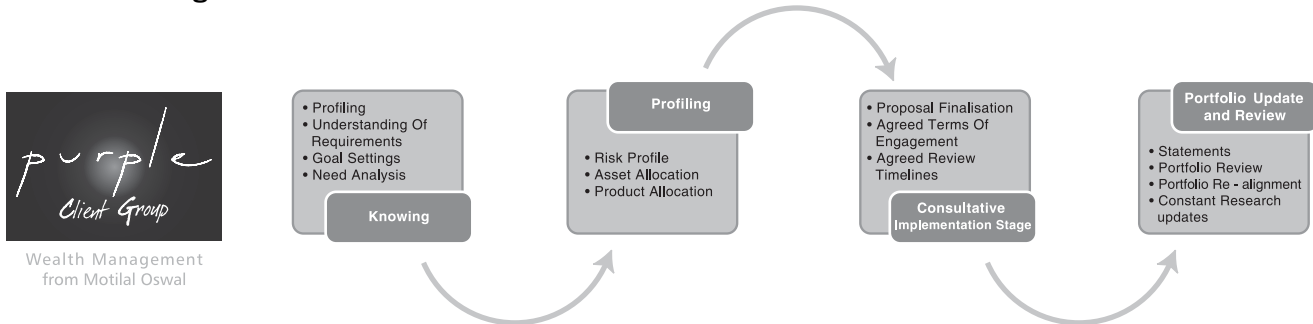 purple
Client Group
Wealth Management
from Motilal Oswal
• Profiling
• Understanding Of
Requirements
• Goal Settings
• Need Analysis
Knowing
Profiling
• Risk Profile
• Asset Allocation
• Product Allocation
• Proposal Finalisation
• Agreed Terms Of
Engagement
• Agreed Review
Timelines
Consultative
Implementation Stage
Portfolio Update
and Review
• Statements
• Portfolio Review
• Portfolio Re - alignment
• Constant Research
updates